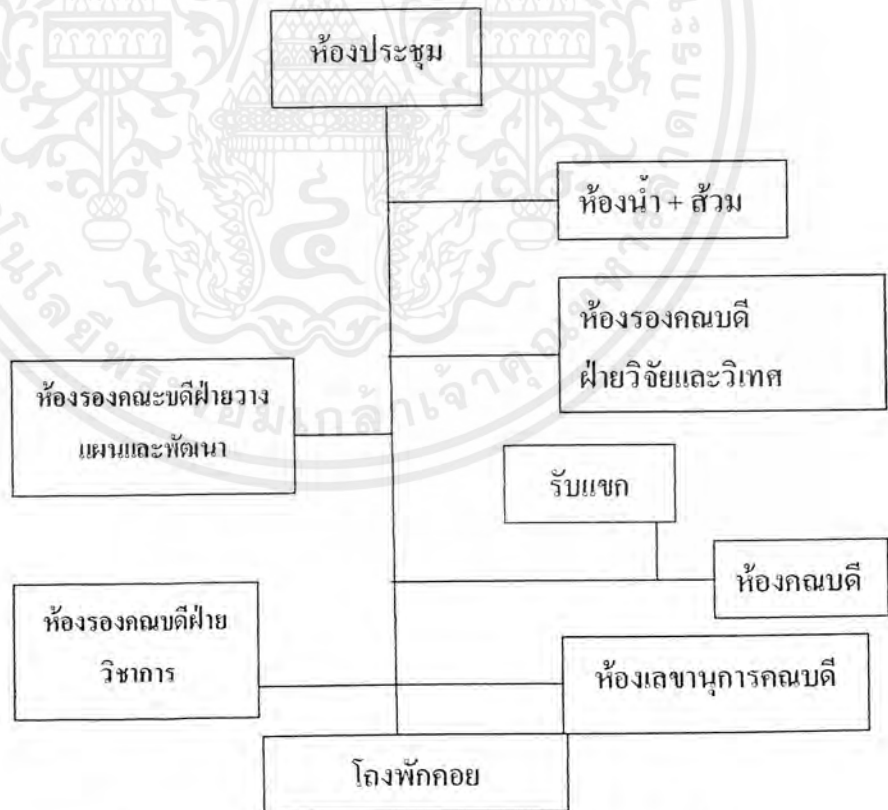 ห้องประชุม
ห้องน้ำ + ส้วม
ห้องรองคณบดี
ฝ่ายวิจัยและวิเทศ
ห้องรองคณะบดีฝ่ายวาง
แผนและพัฒนา
รับแขก
ห้องคณบดี
ห้องรองคณบดีฝ่าย
วิชาการ
ห้องเลขานุการคณบดี
โถงพักคอย